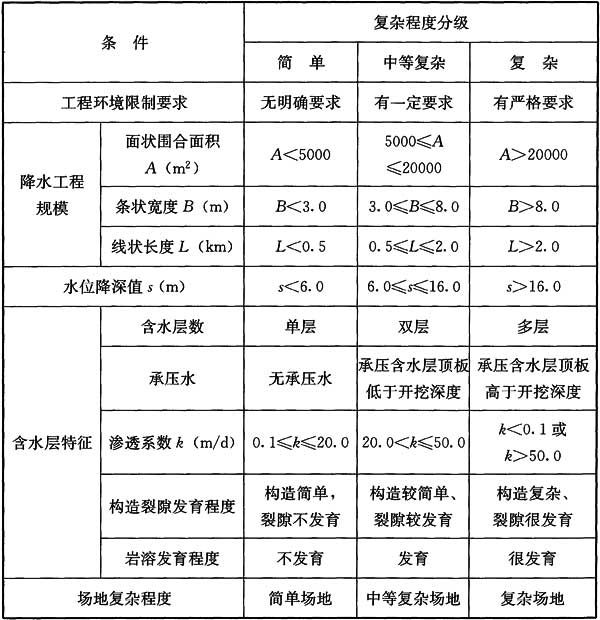 条 件
复杂程度分级
简 单
中等复杂
复 杂
工程环境限制要求
无明确要求
有一定要求
有严格要求
降水工程
规模
面状围合面积
A（m²）
A<5000
5000≤A
≤20000
A>20000
条状宽度 B（m）
B<3.0
3.0≤B≤8.0
B>8.0
线状长度 L（km）
L<0.5
0.5≤L≤2.0
L>2.0
水位降深值 s(m)
s<6.0
6.0≤s≤16.0
s>16.0
含水层特征
含水层数
单层
双层
多层
承压水
无承压水
承压含水层顶板
低于开挖深度
承压含水层顶板
高于开挖深度
渗透系数 k（m/d）
0.1≤k≤20.0
20.0<k≤50.0
k<0.1 或
k>50.0
构造裂隙发育程度
构造简单，
裂隙不发育
构造较简单、
裂隙较发育
构造复杂、
裂隙很发育
岩溶发育程度
不发育
发育
很发育
场地复杂程度
简单场地
中等复杂场地
复杂场地